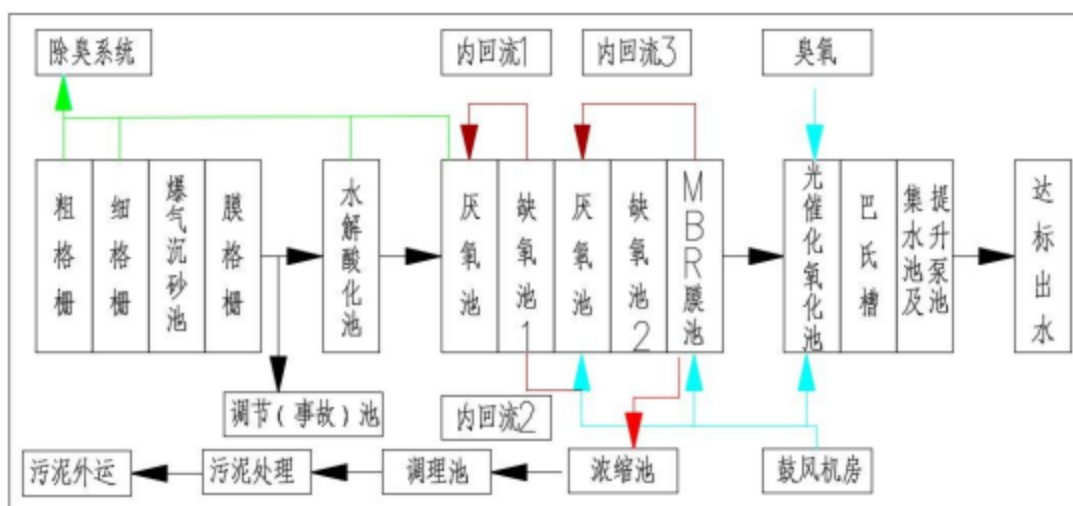 除臭系统
内回流1
内回流3
臭氧
粗格栅
细格栅
爆气沉砂池
膜格栅
水解酸化池
厌氧池
缺氧池1
厌氧池
缺氧池2
MBR膜池
光催化氧化池
巴氏槽
集水池及
提升泵池
达标出水
调节(事故)池
内回流2
污泥外运
污泥处理
调理池
浓缩池
鼓风机房